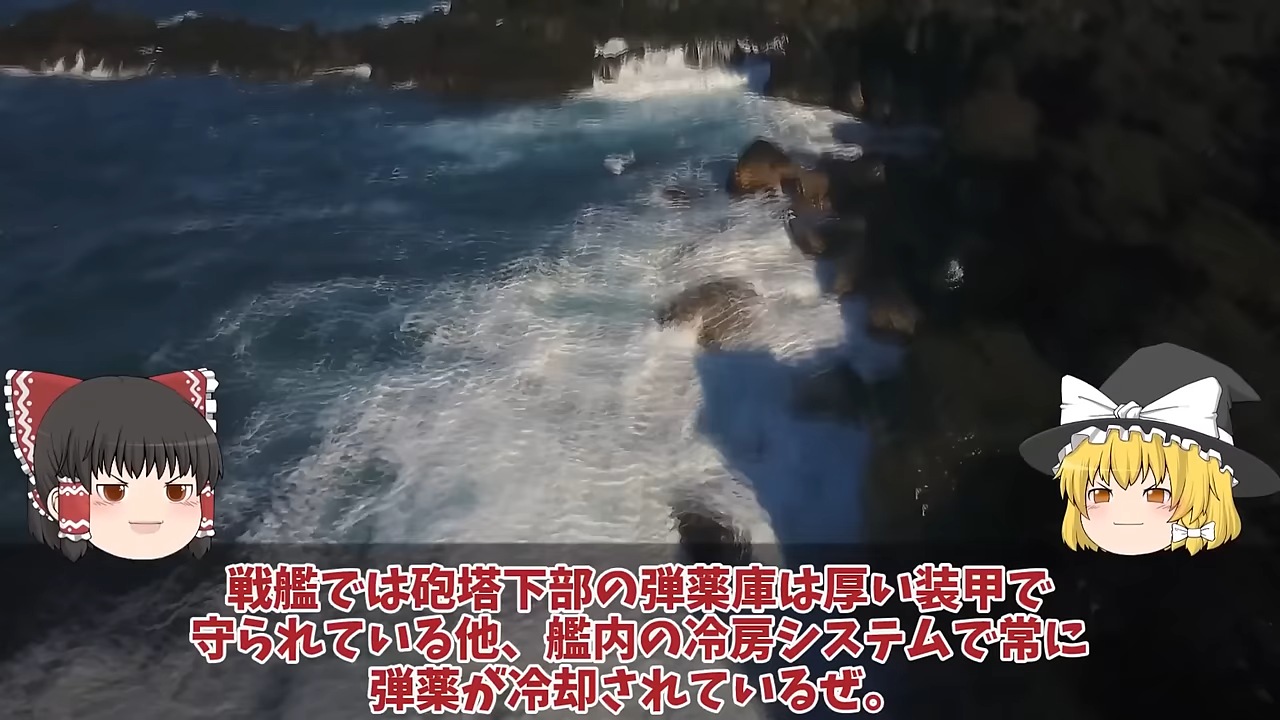 戦艦では砲塔下部の弾薬庫は厚い装甲で
守られている他、艦内の冷房システムで常に
弾薬が冷却されているぜ。